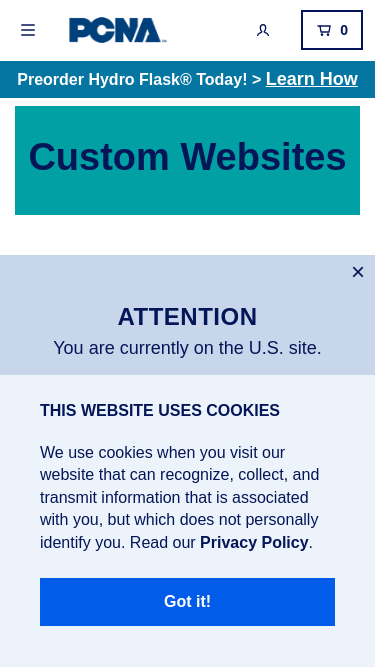 PCNA
0
Preorder Hydro Flask® Today! > Learn How
Custom Websites
ATTENTION
You are currently on the U.S. site.
THIS WEBSITE USES COOKIES
We use cookies when you visit our
website that can recognize, collect, and
transmit information that is associated
with you, but which does not personally
identify you. Read our Privacy Policy.
Got it!